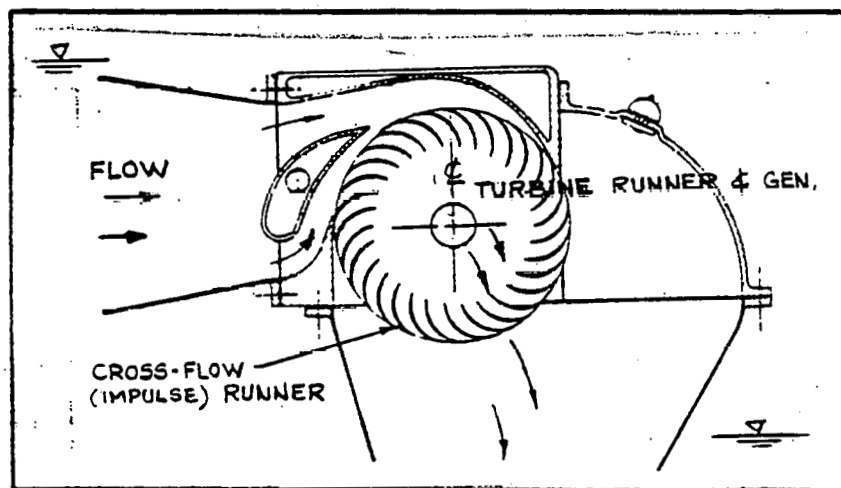 FLOW
℄
TURBINE RUNNER & GEN.
CROSS-FLOW
(IMPULSE) RUNNER